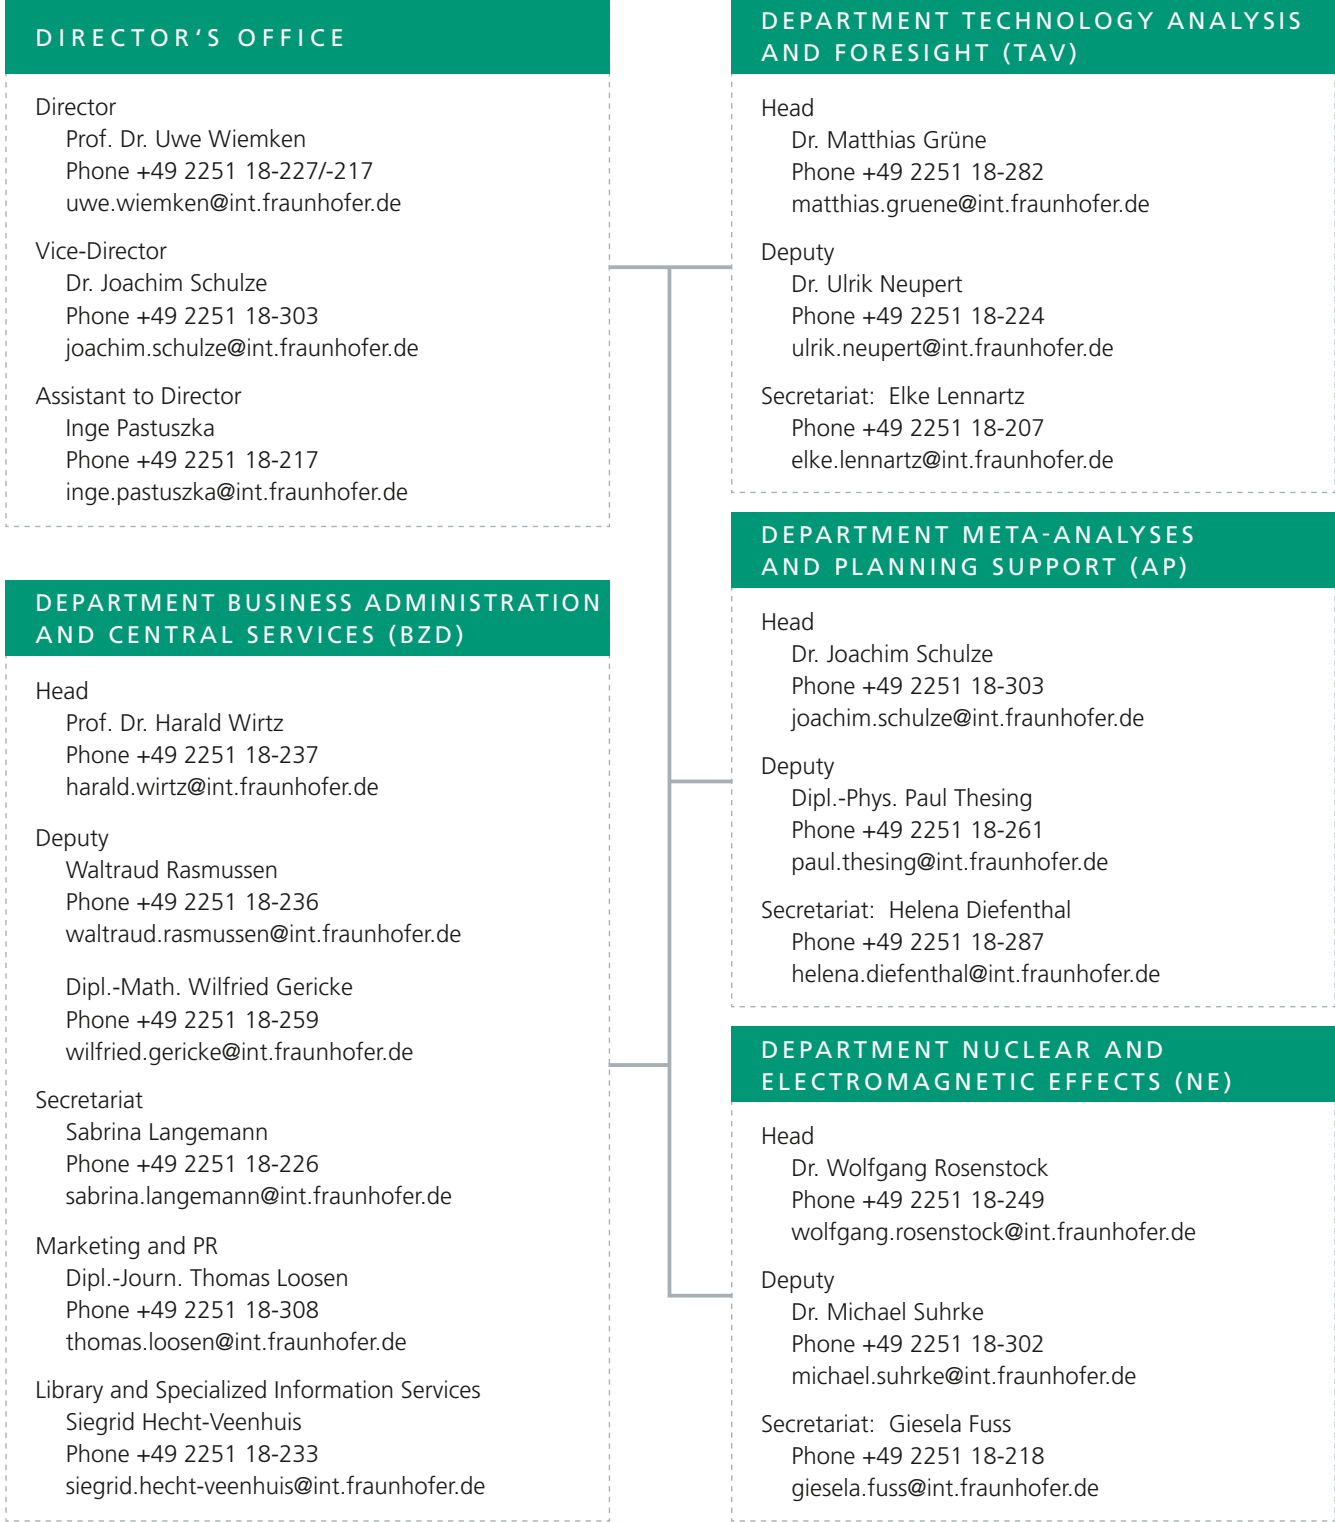 DIRECTOR‘S OFFICE
Director
Prof. Dr. Uwe Wiemken
Phone +49 2251 18-227/-217
uwe.wiemken@int.fraunhofer.de
Vice-Director
Dr. Joachim Schulze
Phone +49 2251 18-303
joachim.schulze@int.fraunhofer.de
Assistant to Director
Inge Pastuszka
Phone +49 2251 18-217
inge.pastuszka@int.fraunhofer.de
DEPARTMENT BUSINESS ADMINISTRATION
AND CENTRAL SERVICES (BZD)
Head
Prof. Dr. Harald Wirtz
Phone +49 2251 18-237
harald.wirtz@int.fraunhofer.de
Deputy
Waltraud Rasmussen
Phone +49 2251 18-236
waltraud.rasmussen@int.fraunhofer.de
Dipl.-Math. Wilfried Gericke
Phone +49 2251 18-259
wilfried.gericke@int.fraunhofer.de
Secretariat
Sabrina Langemann
Phone +49 2251 18-226
sabrina.langemann@int.fraunhofer.de
Marketing and PR
Dipl.-Journ. Thomas Loosen
Phone +49 2251 18-308
thomas.loosen@int.fraunhofer.de
Library and Specialized Information Services
Siegrid Hecht-Veenhuis
Phone +49 2251 18-233
siegrid.hecht-veenhuis@int.fraunhofer.de
DEPARTMENT TECHNOLOGY ANALYSIS
AND FORESIGHT (TAV)
Head
Dr. Matthias Grüne
Phone +49 2251 18-282
matthias.gruene@int.fraunhofer.de
Deputy
Dr. Ulrik Neupert
Phone +49 2251 18-224
ulrik.neupert@int.fraunhofer.de
Secretariat: Elke Lennartz
Phone +49 2251 18-207
elke.lennartz@int.fraunhofer.de
DEPARTMENT META-ANALYSES
AND PLANNING SUPPORT (AP)
Head
Dr. Joachim Schulze
Phone +49 2251 18-303
joachim.schulze@int.fraunhofer.de
Deputy
Dipl.-Phys. Paul Thesing
Phone +49 2251 18-261
paul.thesing@int.fraunhofer.de
Secretariat: Helena Diefenthal
Phone +49 2251 18-287
helena.diefenthal@int.fraunhofer.de
DEPARTMENT NUCLEAR AND
ELECTROMAGNETIC EFFECTS (NE)
Head
Dr. Wolfgang Rosenstock
Phone +49 2251 18-249
wolfgang.rosenstock@int.fraunhofer.de
Deputy
Dr. Michael Suhrke
Phone +49 2251 18-302
michael.suhrke@int.fraunhofer.de
Secretariat: Giesela Fuss
Phone +49 2251 18-218
giesela.fuss@int.fraunhofer.de